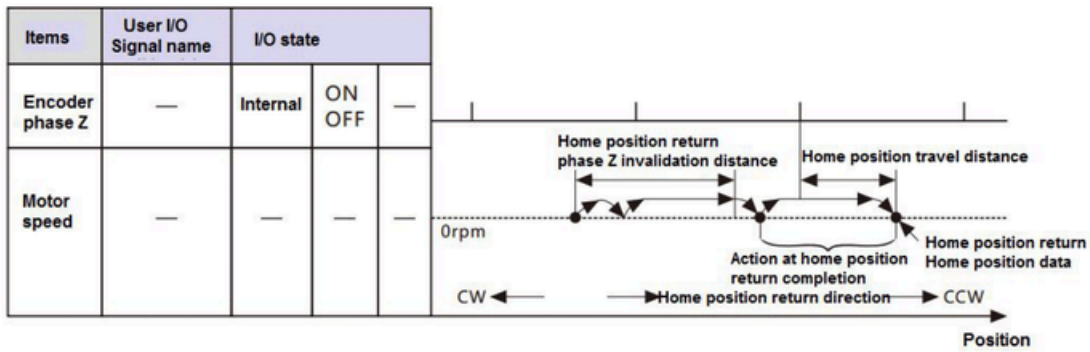 Items
User I/O
Signal name
I/O state
Encoder
phase Z
—
Internal
ON
OFF
—
Home position return
phase Z invalidation distance
Home position travel distance
Motor
speed
—
—
—
—
0rpm
Home position return
Home position data
Action at home position
return completion
CW
Home position return direction
CCW
Position